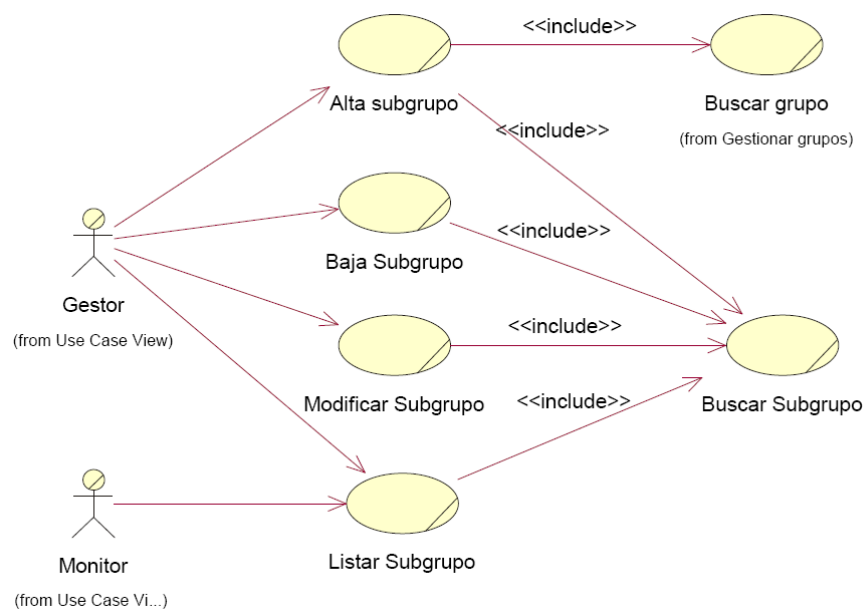 <<include>>
Alta subgrupo
Buscar grupo
(from Gestionar grupos)
<<include>>
<<include>>
Baja Subgrupo
Gestor
(from Use Case View)
<<include>>
Modificar Subgrupo
Buscar Subgrupo
<<include>>
Listar Subgrupo
Monitor
(from Use Case Vi...)